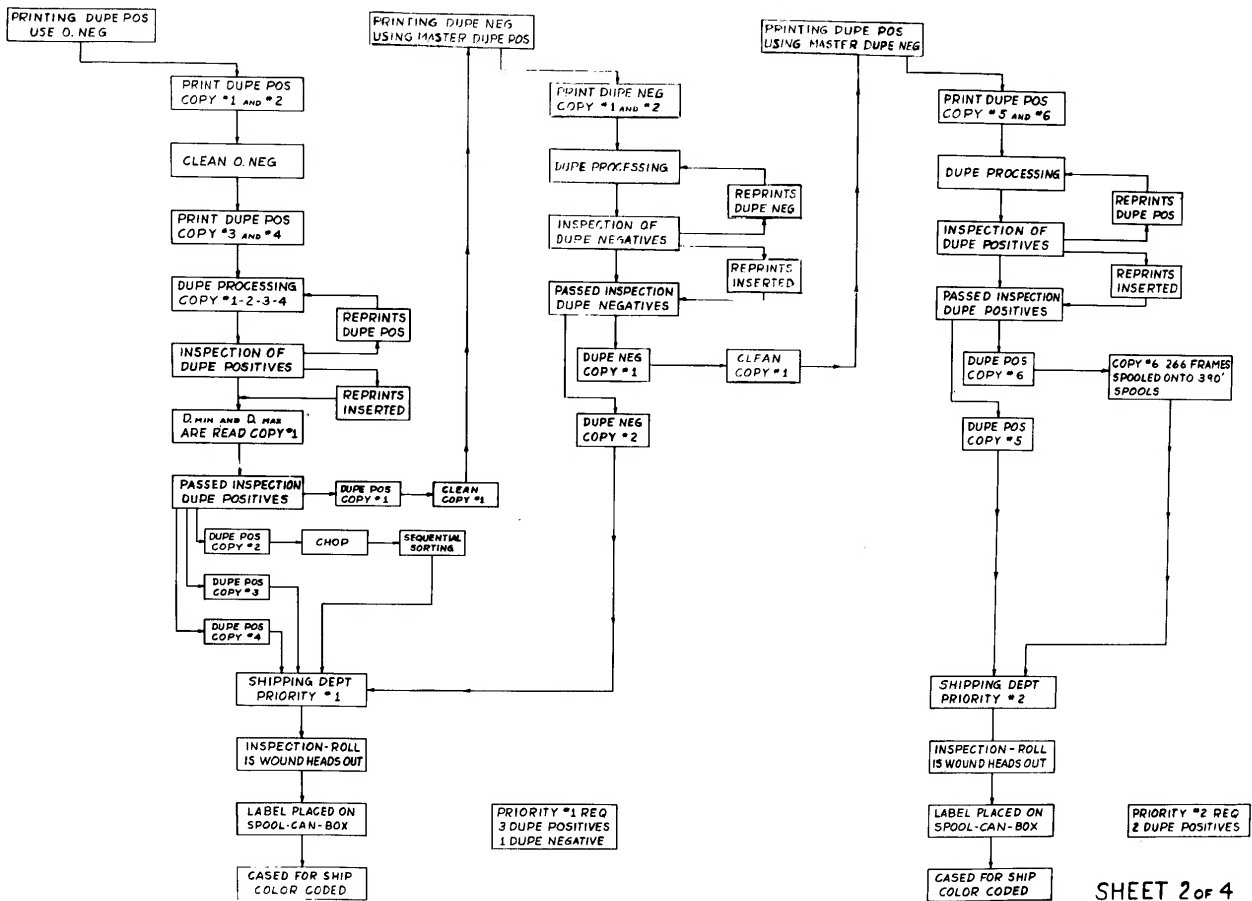 PRINTING DUPE POS
USE O. NEG
PRINT DUPE POS
COPY #1 AND #2
CLEAN O. NEG
PRINT DUPE POS
COPY #3 AND #4
DUPE PROCESSING
COPY #1-2-3-4
REPRINTS
DUPE POS
INSPECTION OF
DUPE POSITIVES
REPRINTS
INSERTED
D. MIN AND D. MAX
ARE READ COPY #1
PASSED INSPECTION
DUPE POSITIVES
DUPE POS
COPY #1
CLEAN
COPY #1
DUPE POS
COPY #2
CHOP
SEQUENTIAL
SORTING
DUPE POS
COPY #3
DUPE POS
COPY #4
SHIPPING DEPT
PRIORITY #1
INSPECTION-ROLL
IS WOUND HEADS OUT
LABEL PLACED ON
SPOOL-CAN-BOX
CASED FOR SHIP
COLOR CODED
PRINTING DUPE NEG
USING MASTER DUPE POS
PRINT DUPE NEG
COPY #1 AND #2
DUPE PROCESSING
REPRINTS
DUPE NEG
INSPECTION OF
DUPE NEGATIVES
REPRINTS
INSERTED
PASSED INSPECTION
DUPE NEGATIVES
DUPE NEG
COPY #1
CLEAN
COPY #1
DUPE NEG
COPY #2
PRIORITY #1 REQ
3 DUPE POSITIVES
1 DUPE NEGATIVE
PRINTING DUPE POS
USING MASTER DUPE NEG
PRINT DUPE POS
COPY #5 AND #6
DUPE PROCESSING
REPRINTS
DUPE POS
INSPECTION OF
DUPE POSITIVES
REPRINTS
INSERTED
PASSED INSPECTION
DUPE POSITIVES
DUPE POS
COPY #6
COPY #6 266 FRAMES
SPOOLED ONTO 390'
SPOOLS
DUPE POS
COPY #5
SHIPPING DEPT
PRIORITY #2
INSPECTION - ROLL
IS WOUND HEADS OUT
LABEL PLACED ON
SPOOL-CAN-BOX
CASED FOR SHIP
COLOR CODED
PRIORITY #2 REQ
2 DUPE POSITIVES
SHEET 2 OF 4